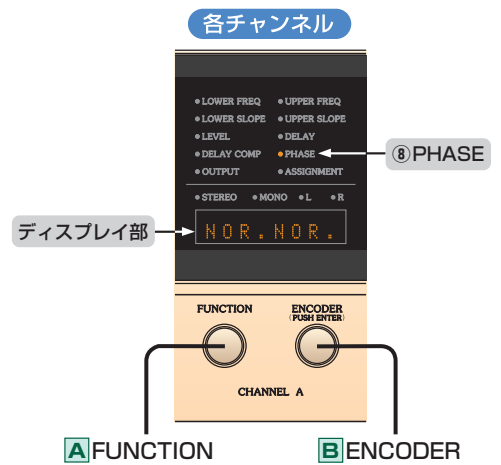 各チャンネル
LOWER FREQ UPPER FREQ
LOWER SLOPE UPPER SLOPE
LEVEL DELAY
DELAY COMP PHASE
⑧PHASE
OUTPUT ASSIGNMENT
STEREO MONO L R
ディスプレイ部
NOR.NOR.
FUNCTION ENCODER
(PUSH ENTER)
CHANNEL A
A FUNCTION B ENCODER